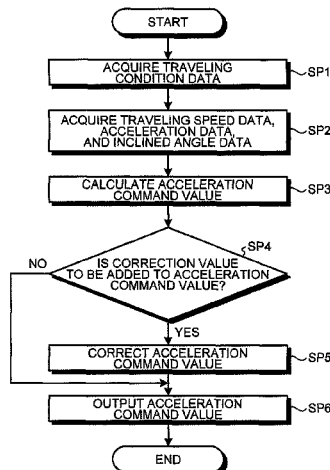 START
ACQUIRE TRAVELING
CONDITION DATA
SP1
ACQUIRE TRAVELING SPEED DATA,
ACCELERATION DATA,
AND INCLINED ANGLE DATA
SP2
CALCULATE ACCELERATION
COMMAND VALUE
SP3
SP4
IS CORRECTION VALUE
TO BE ADDED TO ACCELERATION
COMMAND VALUE?
NO
YES
CORRECT ACCELERATION
COMMAND VALUE
SP5
OUTPUT ACCELERATION
COMMAND VALUE
SP6
END